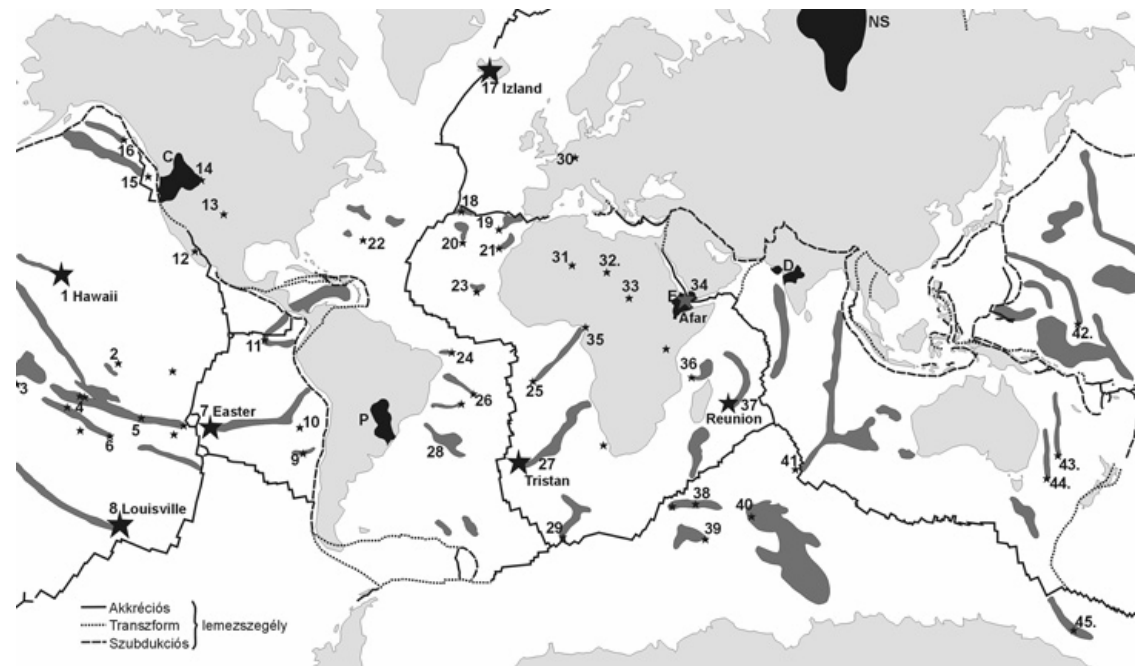 NS
17 Izland
30
16
C
14
15
13
18
19
20
21
22
12
31
32.
33
34
E
Afar
D
1 Hawaii
23
11
35
42.
2
24
3
36
4
25
26
37
Reunion
7 Easter
10
P
5
6
28
9
27
Tristan
41
43.
44.
8 Louisville
38
40
29
39
Akkréciós
Transzform
Szubdukciós
lemezszegély
45.